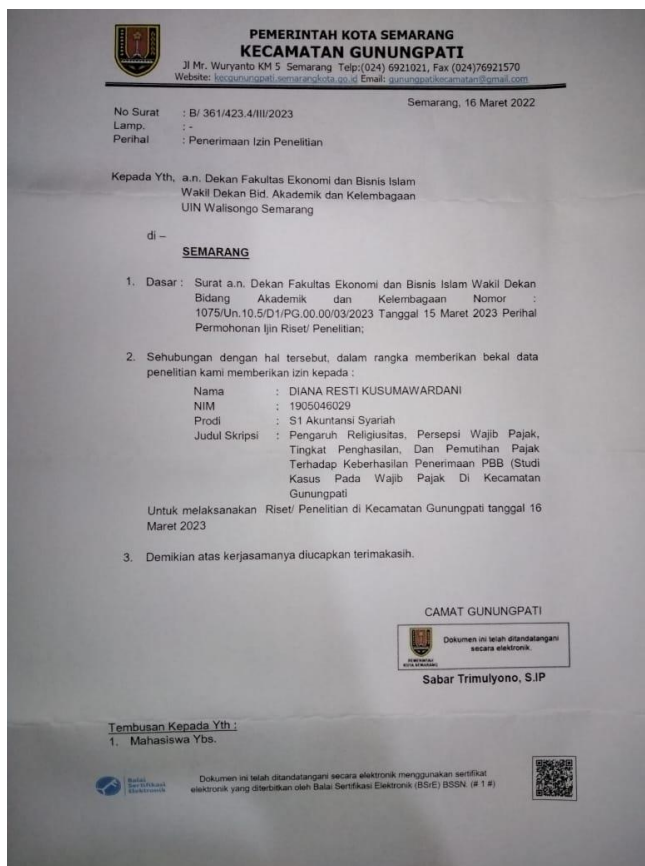 PEMERINTAH KOTA SEMARANG
KECAMATAN GUNUNGPATI
Jl Mr. Wuryanto KM 5 Semarang Telp:(024) 6921021, Fax (024)76921570
Website: kecgunungpati.semarangkota.go.id Email: gunungpatikecamatan@gmail.com
Semarang, 16 Maret 2022
No Surat : B/ 361/423.4/III/2023
Lamp. : -
Perihal : Penerimaan Izin Penelitian
Kepada Yth, a.n. Dekan Fakultas Ekonomi dan Bisnis Islam
Wakil Dekan Bid. Akademik dan Kelembagaan
UIN Walisongo Semarang
di –
SEMARANG
1. Dasar : Surat a.n. Dekan Fakultas Ekonomi dan Bisnis Islam Wakil Dekan
Bidang Akademik dan Kelembagaan Nomor :
1075/Un.10.5/D1/PG.00.00/03/2023 Tanggal 15 Maret 2023 Perihal
Permohonan Ijin Riset/ Penelitian;
2. Sehubungan dengan hal tersebut, dalam rangka memberikan bekal data
penelitian kami memberikan izin kepada :
Nama : DIANA RESTI KUSUMAWARDANI
NIM : 1905046029
Prodi : S1 Akuntansi Syariah
Judul Skripsi : Pengaruh Religiusitas, Persepsi Wajib Pajak,
Tingkat Penghasilan, Dan Pemutihan Pajak
Terhadap Keberhasilan Penerimaan PBB (Studi
Kasus Pada Wajib Pajak Di Kecamatan
Gunungpati
Untuk melaksanakan Riset/ Penelitian di Kecamatan Gunungpati tanggal 16
Maret 2023
3. Demikian atas kerjasamanya diucapkan terimakasih.
CAMAT GUNUNGPATI
Dokumen ini telah ditandatangani
secara elektronik.
PEMERINTAH
KOTA SEMARANG
Sabar Trimulyono, S.IP
Tembusan Kepada Yth :
1. Mahasiswa Ybs.
Balai
Sertifikasi
Elektronik
Dokumen ini telah ditandatangani secara elektronik menggunakan sertifikat
elektronik yang diterbitkan oleh Balai Sertifikasi Elektronik (BSrE) BSSN. (# 1 #)